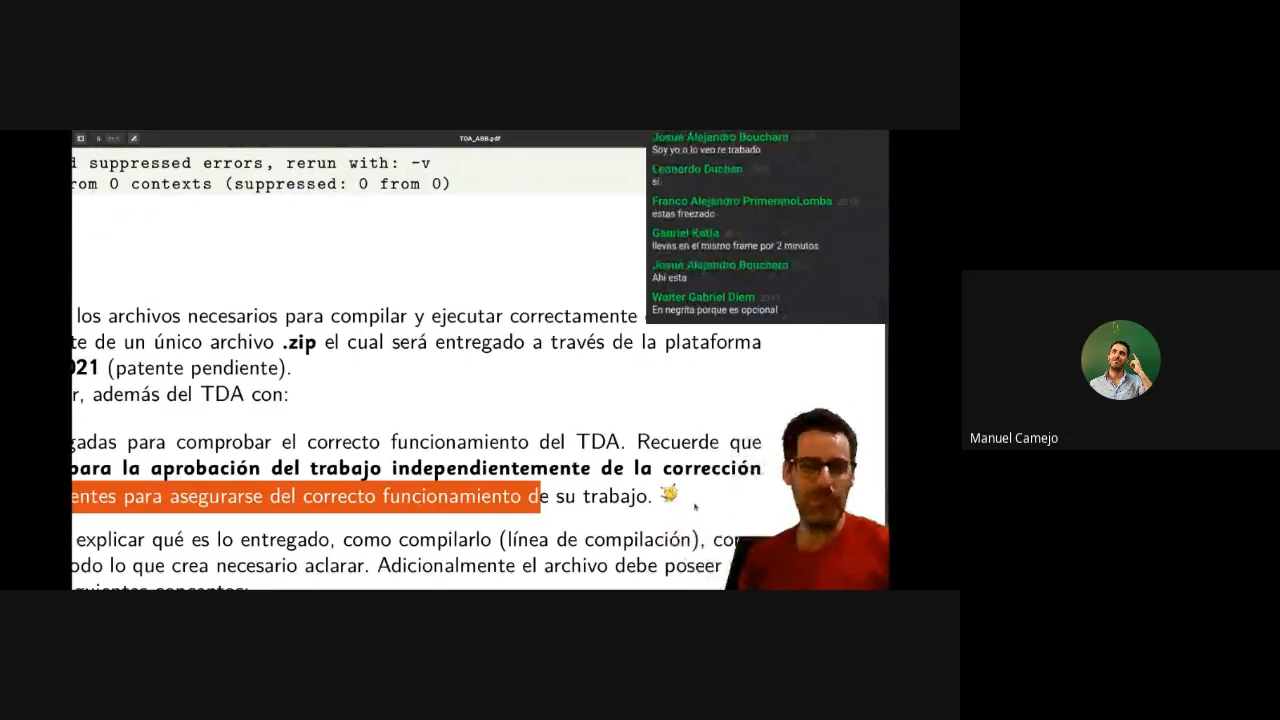 TDA_ABB.pdf
d suppressed errors, rerun with: -v
rom 0 contexts (suppressed: 0 from 0)
Josué Alejandro Bouchard
Soy yo o lo veo re trabado
Leonardo Duchen
si
Franco Alejandro PrimerimoLomba
estas freezado
Gabriel Katta
llevas en el mismo frame por 2 minutos
Josué Alejandro Bouchard
Ahi esta
Walter Gabriel Diem
En negrita porque es opcional
los archivos necesarios para compilar y ejecutar correctamente
te de un único archivo .zip el cual será entregado a través de la plataforma
021 (patente pendiente).
r, además del TDA con:
gadas para comprobar el correcto funcionamiento del TDA. Recuerde que
para la aprobación del trabajo independientemente de la corrección
entes para asegurarse del correcto funcionamiento de su trabajo.
explicar qué es lo entregado, como compilarlo (línea de compilación), co
odo lo que crea necesario aclarar. Adicionalmente el archivo debe poseer
guientes conceptos:
Manuel Camejo